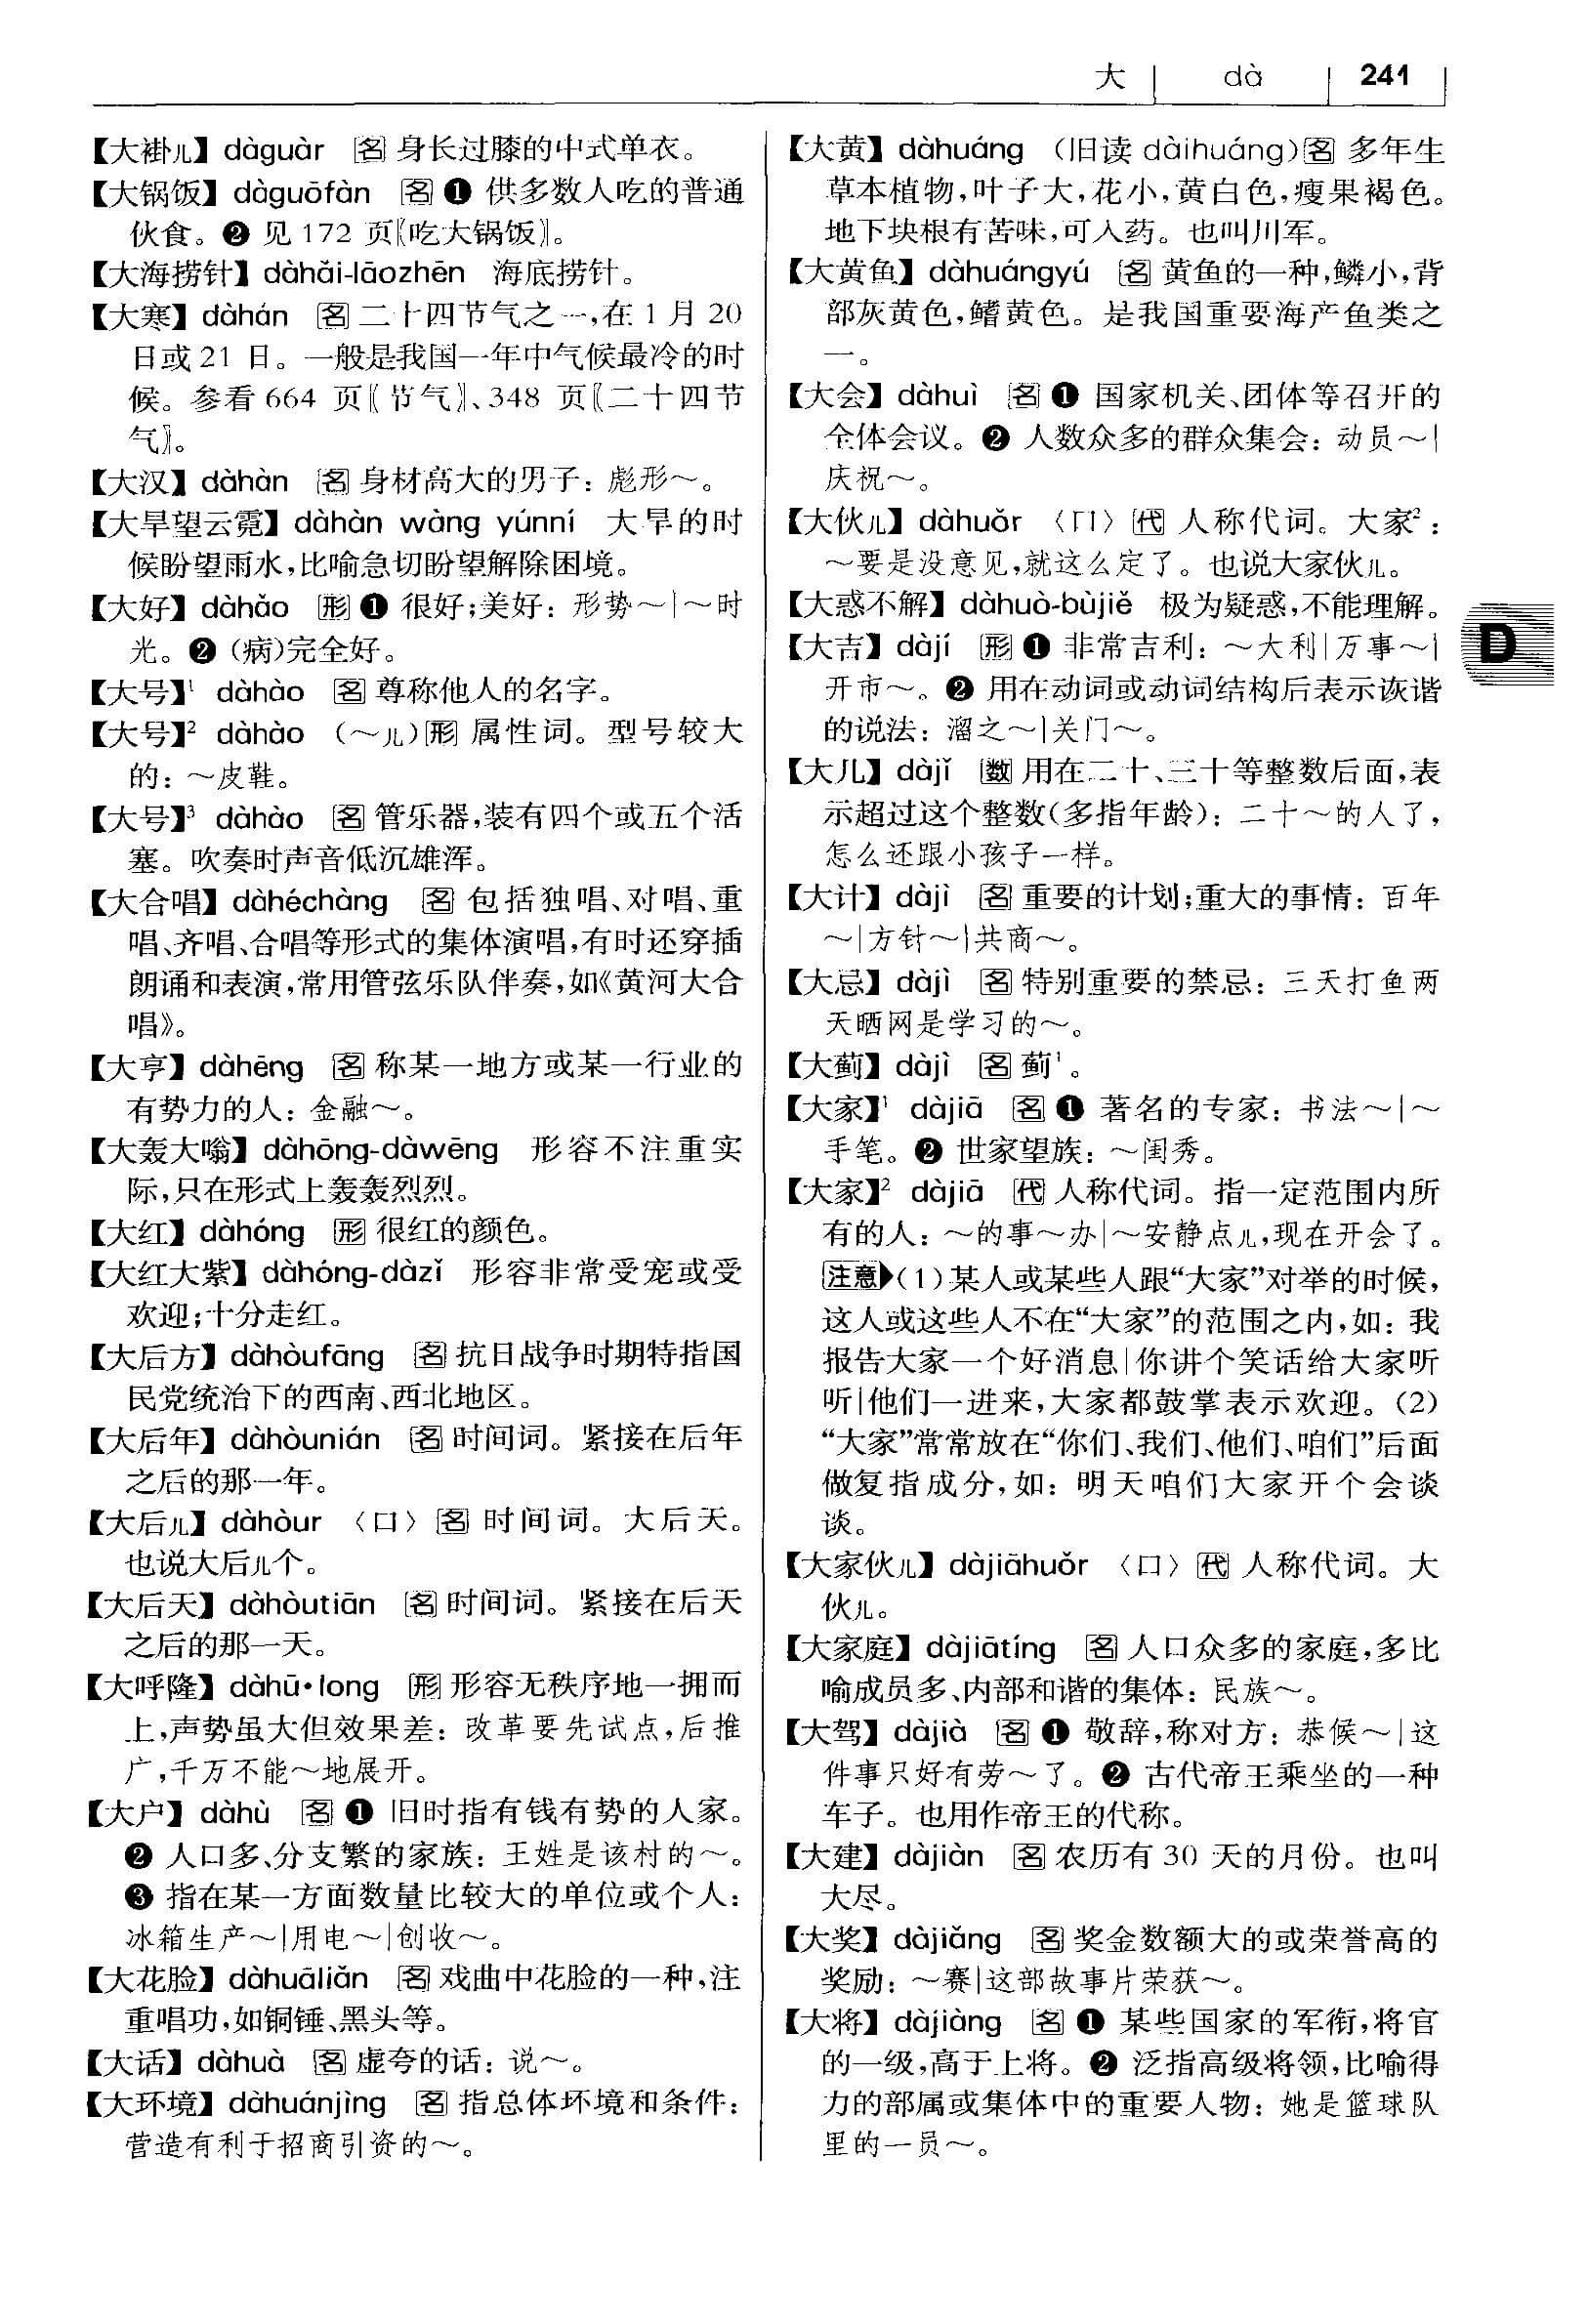 大 | dà | 241
【大褂儿】dàguàr 名 身长过膝的中式单衣。
【大锅饭】dàguōfàn 名 ❶ 供多数人吃的普通
伙食。❷ 见 172 页〖吃大锅饭〗。
【大海捞针】dàhǎi-lāozhēn 海底捞针。
【大寒】dàhán 名 二十四节气之一,在 1 月 20
日或 21 日。一般是我国一年中气候最冷的时
候。参看 664 页〖节气〗、348 页〖二十四节
气〗。
【大汉】dàhàn 名 身材高大的男子：彪形～。
【大旱望云霓】dàhàn wàng yúnní 大旱的时
候盼望雨水,比喻急切盼望解除困境。
【大好】dàhǎo 形 ❶ 很好;美好：形势～|～时
光。❷ (病)完全好。
【大号】¹ dàhào 名 尊称他人的名字。
【大号】² dàhào (～儿)形 属性词。型号较大
的：～皮鞋。
【大号】³ dàhào 名 管乐器,装有四个或五个活
塞。吹奏时声音低沉雄浑。
【大合唱】dàhéchàng 名 包括独唱、对唱、重
唱、齐唱、合唱等形式的集体演唱,有时还穿插
朗诵和表演,常用管弦乐队伴奏,如《黄河大合
唱》。
【大亨】dàhēng 名 称某一地方或某一行业的
有势力的人：金融～。
【大轰大嗡】dàhōng-dàwēng 形容不注重实
际,只在形式上轰轰烈烈。
【大红】dàhóng 形 很红的颜色。
【大红大紫】dàhóng-dàzǐ 形容非常受宠或受
欢迎;十分走红。
【大后方】dàhòufāng 名 抗日战争时期特指国
民党统治下的西南、西北地区。
【大后年】dàhòunián 名 时间词。紧接在后年
之后的那一年。
【大后儿】dàhòur 〈口〉名 时间词。大后天。
也说大后儿个。
【大后天】dàhòutiān 名 时间词。紧接在后天
之后的那一天。
【大呼隆】dàhū•long 形 形容无秩序地一拥而
上,声势虽大但效果差：改革要先试点,后推
广,千万不能～地展开。
【大户】dàhù 名 ❶ 旧时指有钱有势的人家。
❷ 人口多、分支繁的家族：王姓是该村的～。
❸ 指在某一方面数量比较大的单位或个人：
冰箱生产～|用电～|创收～。
【大花脸】dàhuāliǎn 名 戏曲中花脸的一种,注
重唱功,如铜锤、黑头等。
【大话】dàhuà 名 虚夸的话：说～。
【大环境】dàhuánjìng 名 指总体环境和条件：
营造有利于招商引资的～。
【大黄】dàhuáng (旧读 dàihuáng)名 多年生
草本植物,叶子大,花小,黄白色,瘦果褐色。
地下块根有苦味,可入药。也叫川军。
【大黄鱼】dàhuángyú 名 黄鱼的一种,鳞小,背
部灰黄色,鳍黄色。是我国重要海产鱼类之
一。
【大会】dàhuì 名 ❶ 国家机关、团体等召开的
全体会议。❷ 人数众多的群众集会：动员～|
庆祝～。
【大伙儿】dàhuǒr 〈口〉代 人称代词。大家²：
～要是没意见,就这么定了。也说大家伙儿。
【大惑不解】dàhuò-bùjiě 极为疑惑,不能理解。
【大吉】dàjí 形 ❶ 非常吉利：～大利|万事～|
开市～。❷ 用在动词或动词结构后表示诙谐
的说法：溜之～|关门～。
【大几】dàjǐ 数 用在二十、三十等整数后面,表
示超过这个整数(多指年龄)：二十～的人了,
怎么还跟小孩子一样。
【大计】dàjì 名 重要的计划;重大的事情：百年
～|方针～|共商～。
【大忌】dàjì 名 特别重要的禁忌：三天打鱼两
天晒网是学习的～。
【大蓟】dàjì 名 蓟¹。
【大家】¹ dàjiā 名 ❶ 著名的专家：书法～|～
手笔。❷ 世家望族：～闺秀。
【大家】² dàjiā 代 人称代词。指一定范围内所
有的人：～的事～办|～安静点儿,现在开会了。
注意▶(1)某人或某些人跟“大家”对举的时候,
这人或这些人不在“大家”的范围之内,如：我
报告大家一个好消息|你讲个笑话给大家听
听|他们一进来,大家都鼓掌表示欢迎。(2)
“大家”常常放在“你们、我们、他们、咱们”后面
做复指成分,如：明天咱们大家开个会谈
谈。
【大家伙儿】dàjiāhuǒr 〈口〉代 人称代词。大
伙儿。
【大家庭】dàjiātíng 名 人口众多的家庭,多比
喻成员多、内部和谐的集体：民族～。
【大驾】dàjià 名 ❶ 敬辞,称对方：恭候～|这
件事只好有劳～了。❷ 古代帝王乘坐的一种
车子。也用作帝王的代称。
【大建】dàjiàn 名 农历有 30 天的月份。也叫
大尽。
【大奖】dàjiǎng 名 奖金数额大的或荣誉高的
奖励：～赛|这部故事片荣获～。
【大将】dàjiàng 名 ❶ 某些国家的军衔,将官
的一级,高于上将。❷ 泛指高级将领,比喻得
力的部属或集体中的重要人物：她是篮球队
里的一员～。
D